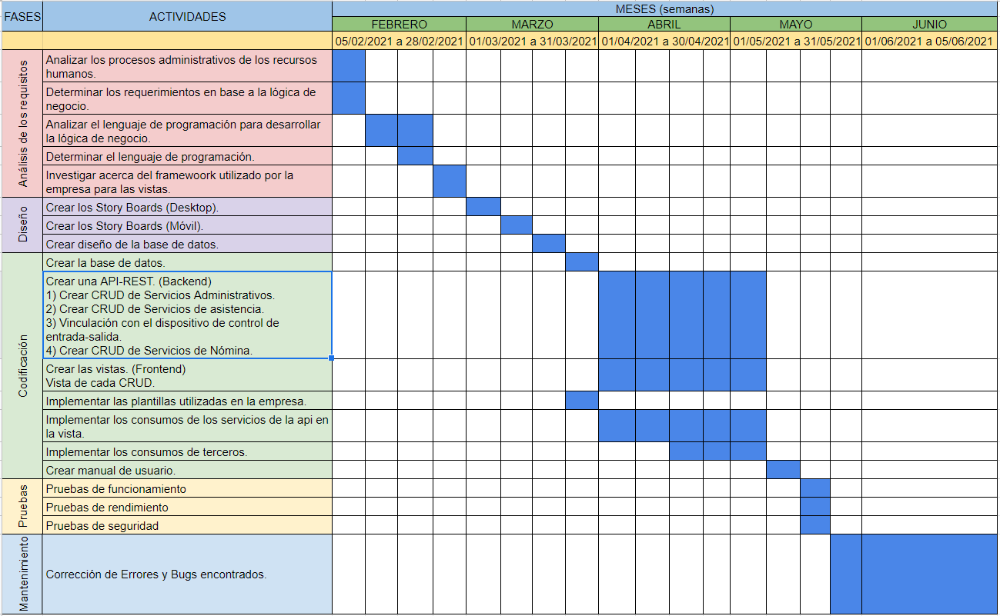 FASES
ACTIVIDADES
MESES (semanas)
FEBRERO
MARZO
ABRIL
MAYO
JUNIO
05/02/2021 a 28/02/2021
01/03/2021 a 31/03/2021
01/04/2021 a 30/04/2021
01/05/2021 a 31/05/2021
01/06/2021 a 05/06/2021
Análisis de los requisitos
Analizar los procesos administrativos de los recursos
humanos.
Determinar los requerimientos en base a la lógica de
negocio.
Analizar el lenguaje de programación para desarrollar
la lógica de negocio.
Determinar el lenguaje de programación.
Investigar acerca del framewoork utilizado por la
empresa para las vistas.
Diseño
Crear los Story Boards (Desktop).
Crear los Story Boards (Móvil).
Crear diseño de la base de datos.
Codificación
Crear la base de datos.
Crear una API-REST. (Backend)
1) Crear CRUD de Servicios Administrativos.
2) Crear CRUD de Servicios de asistencia.
3) Vinculación con el dispositivo de control de
entrada-salida.
4) Crear CRUD de Servicios de Nómina.
Crear las vistas. (Frontend)
Vista de cada CRUD.
Implementar las plantillas utilizadas en la empresa.
Implementar los consumos de los servicios de la api en
la vista.
Implementar los consumos de terceros.
Crear manual de usuario.
Pruebas
Pruebas de funcionamiento
Pruebas de rendimiento
Pruebas de seguridad
Mantenimiento
Corrección de Errores y Bugs encontrados.